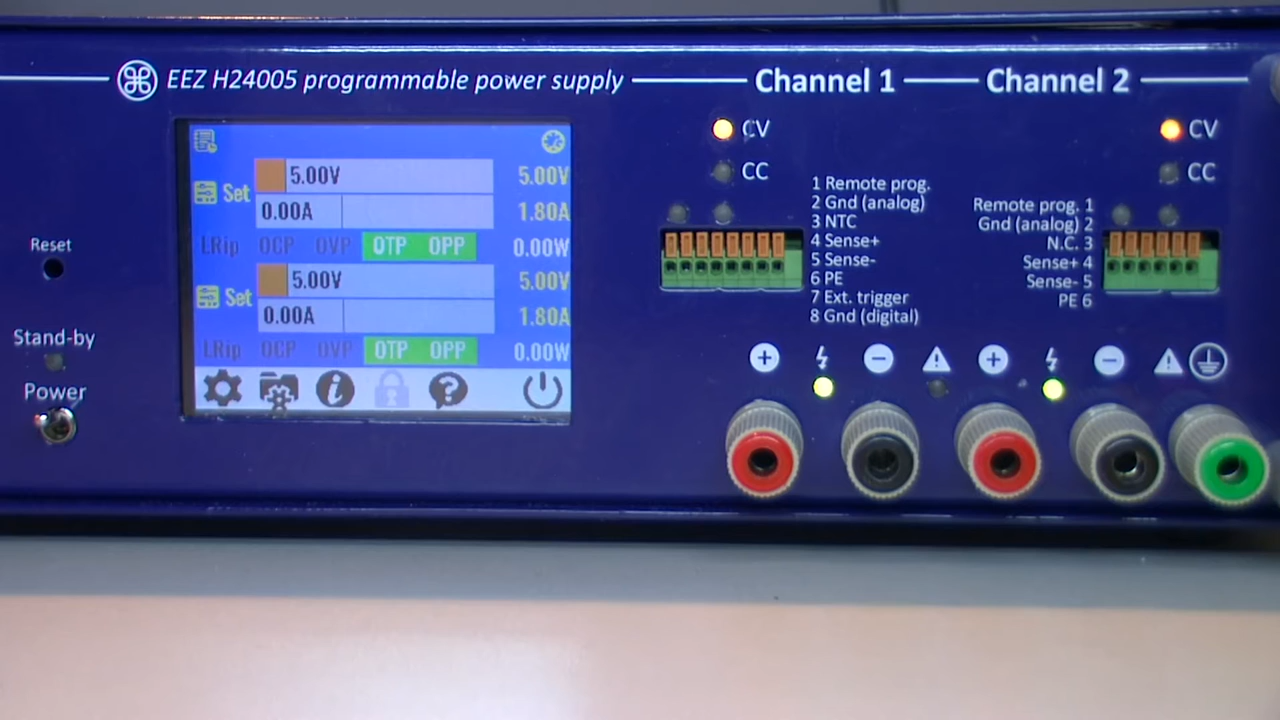 EEZ H24005 programmable power supply
Channel 1
Channel 2
5.00V
5.00V
Set
0.00A
1.80A
LRip OCP OVP OTP OPP 0.00W
5.00V
5.00V
Set
0.00A
1.80A
LRip OCP OVP OTP OPP 0.00W
Reset
Stand-by
Power
CV
CC
1 Remote prog.
2 Gnd (analog)
3 NTC
4 Sense+
5 Sense-
6 PE
7 Ext. trigger
8 Gnd (digital)
CV
CC
Remote prog. 1
Gnd (analog) 2
N.C. 3
Sense+ 4
Sense- 5
PE 6